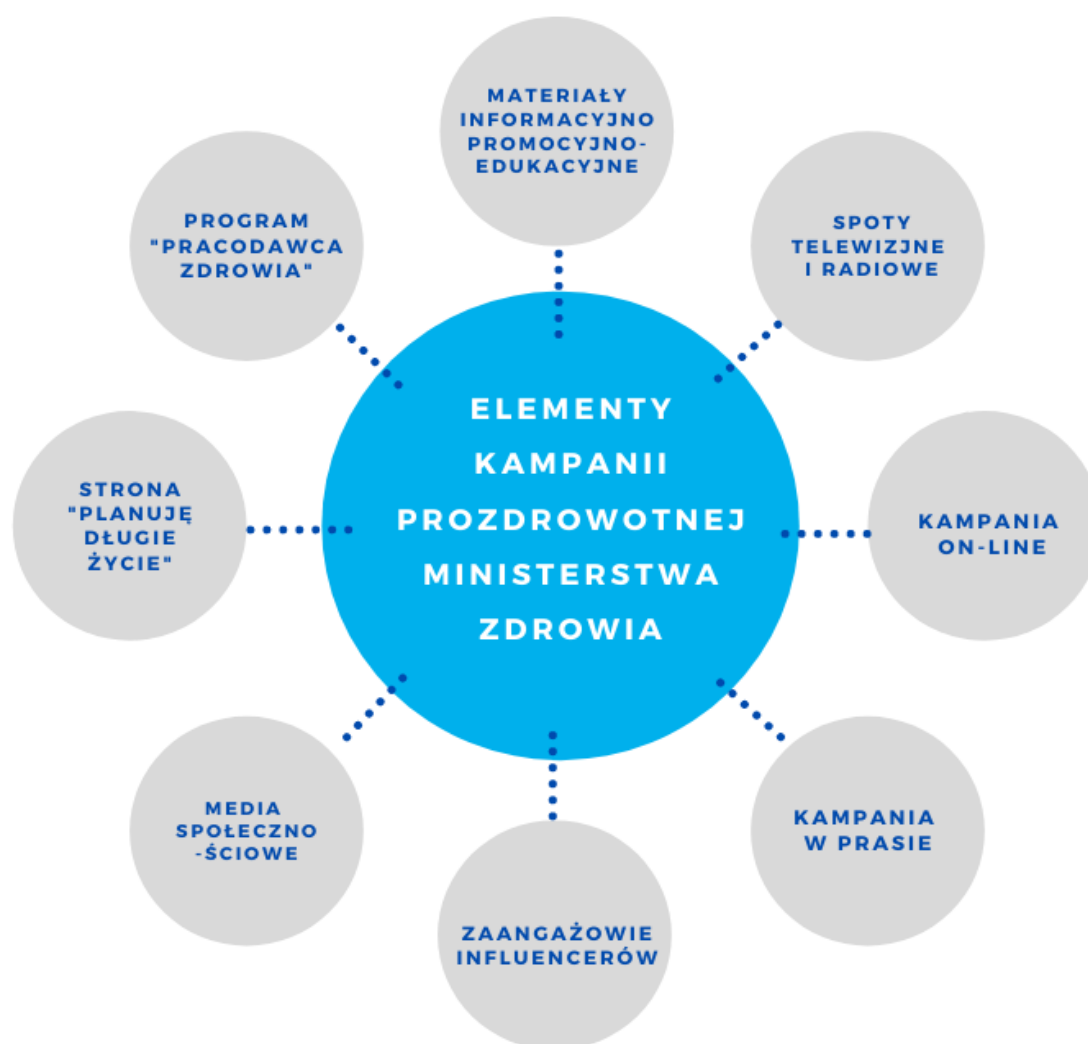 MATERIAŁY
INFORMACYJNO
PROMOCYJNO-
EDUKACYJNE
PROGRAM
"PRACODAWCA
ZDROWIA"
SPOTY
TELEWIZJNE
I RADIOWE
ELEMENTY
KAMPANII
PROZDROWOTNEJ
MINISTERSTWA
ZDROWIA
STRONA
"PLANUJĘ
DŁUGIE
ŻYCIE"
KAMPANIA
ON-LINE
MEDIA
SPOŁECZNO
-ŚCIOWE
KAMPANIA
W PRASIE
ZAANGAŻOWIE
INFLUENCERÓW